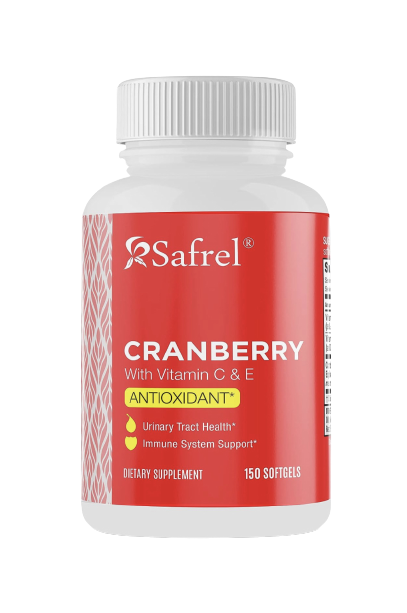 Safrel®
CRANBERRY
With Vitamin C & E
ANTIOXIDANT*
Urinary Tract Health*
Immune System Support*
DIETARY SUPPLEMENT
150 SOFTGELS